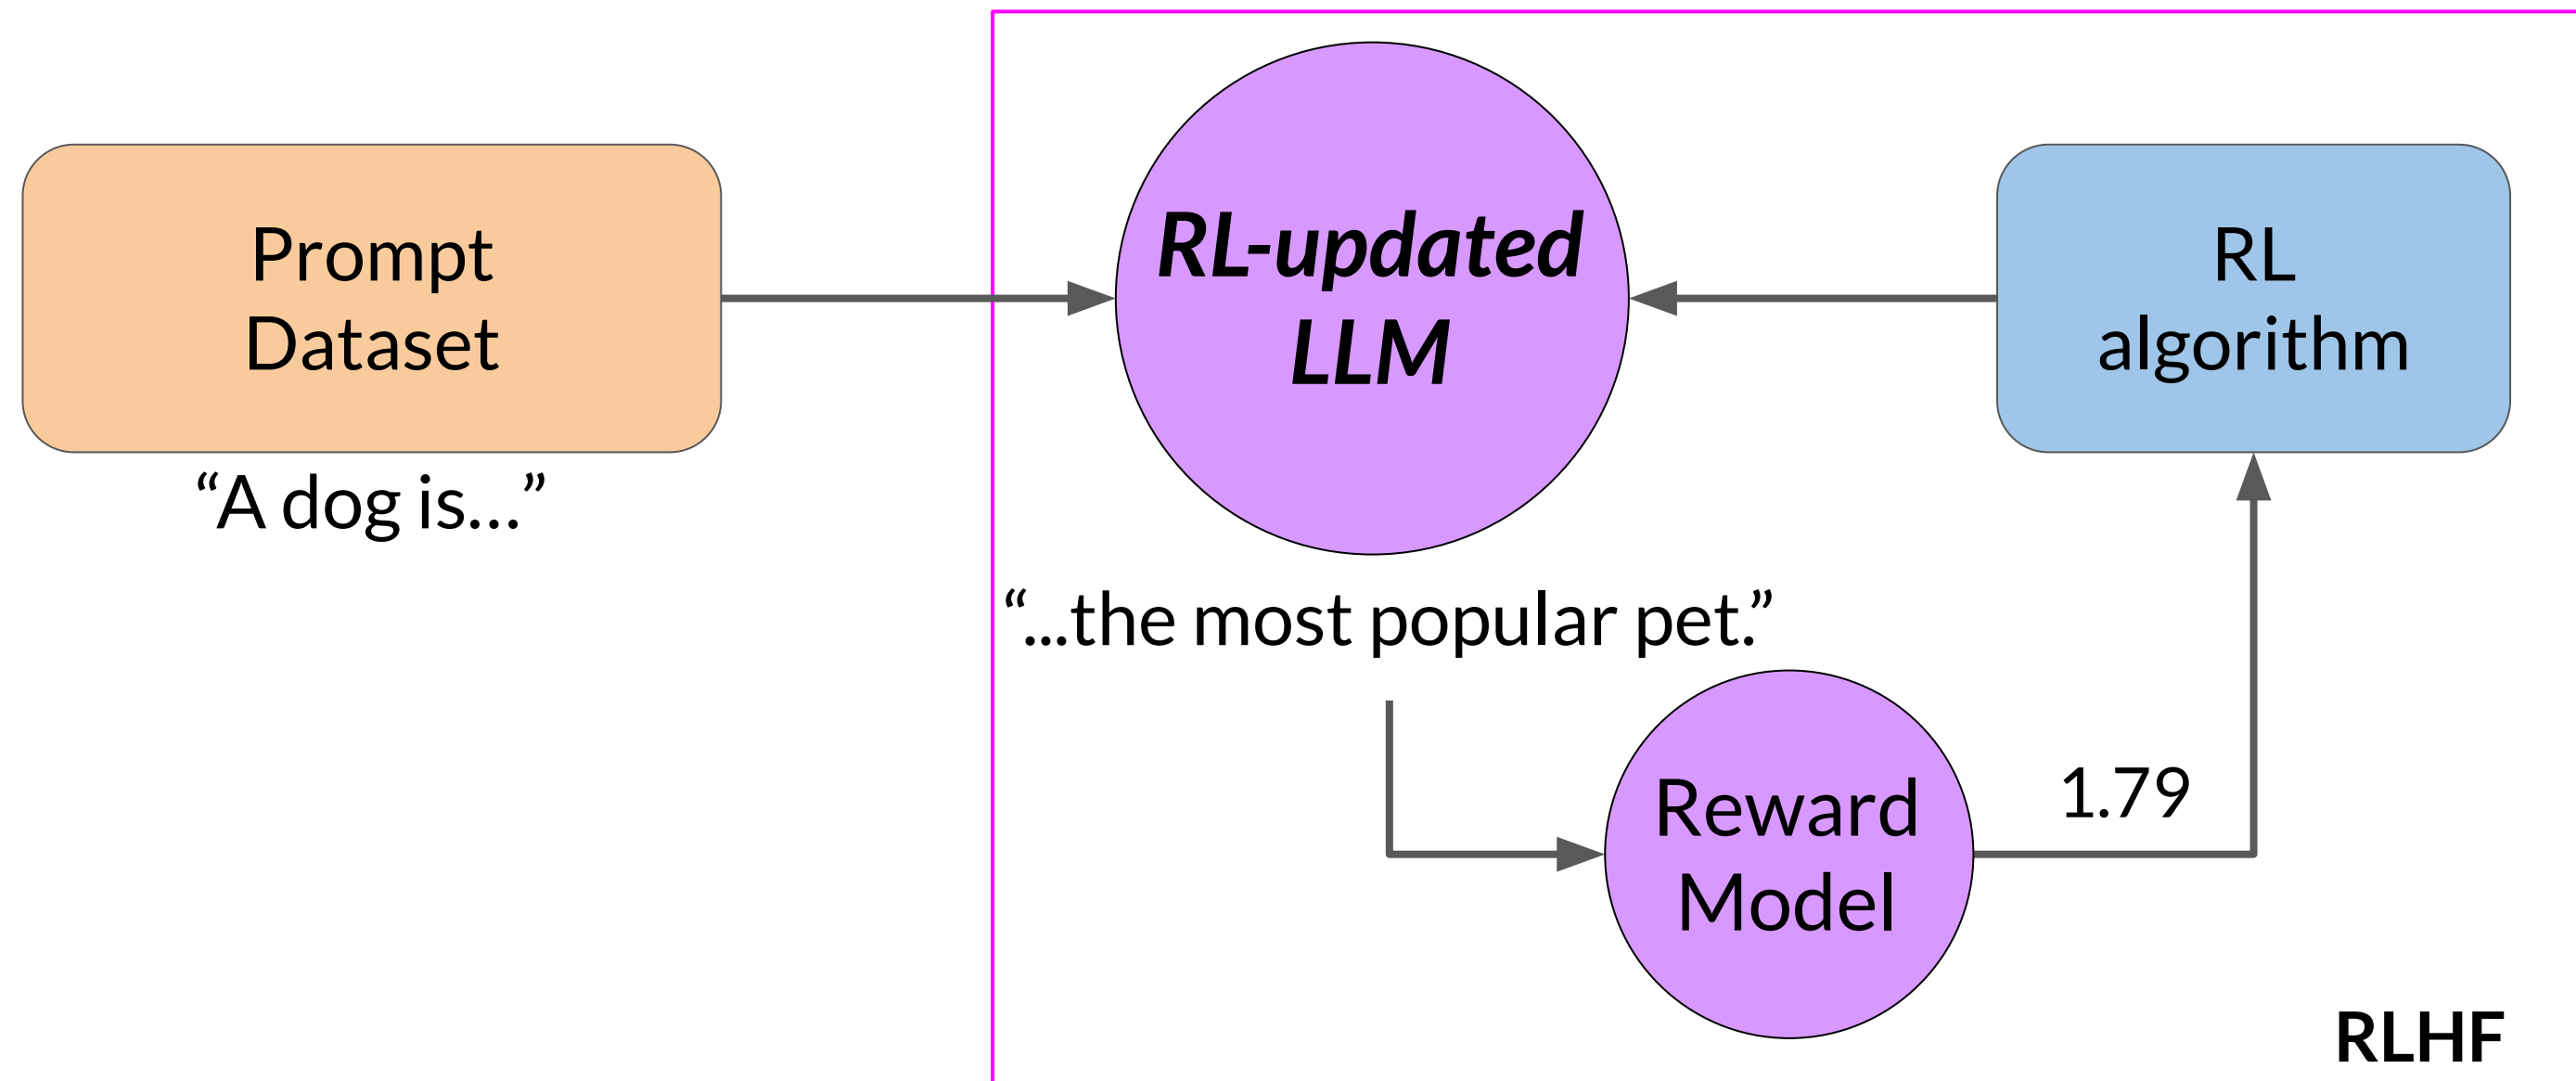 Prompt
Dataset
“A dog is…”
RL-updated
LLM
“...the most popular pet.”
RL
algorithm
Reward
Model
1.79
RLHF